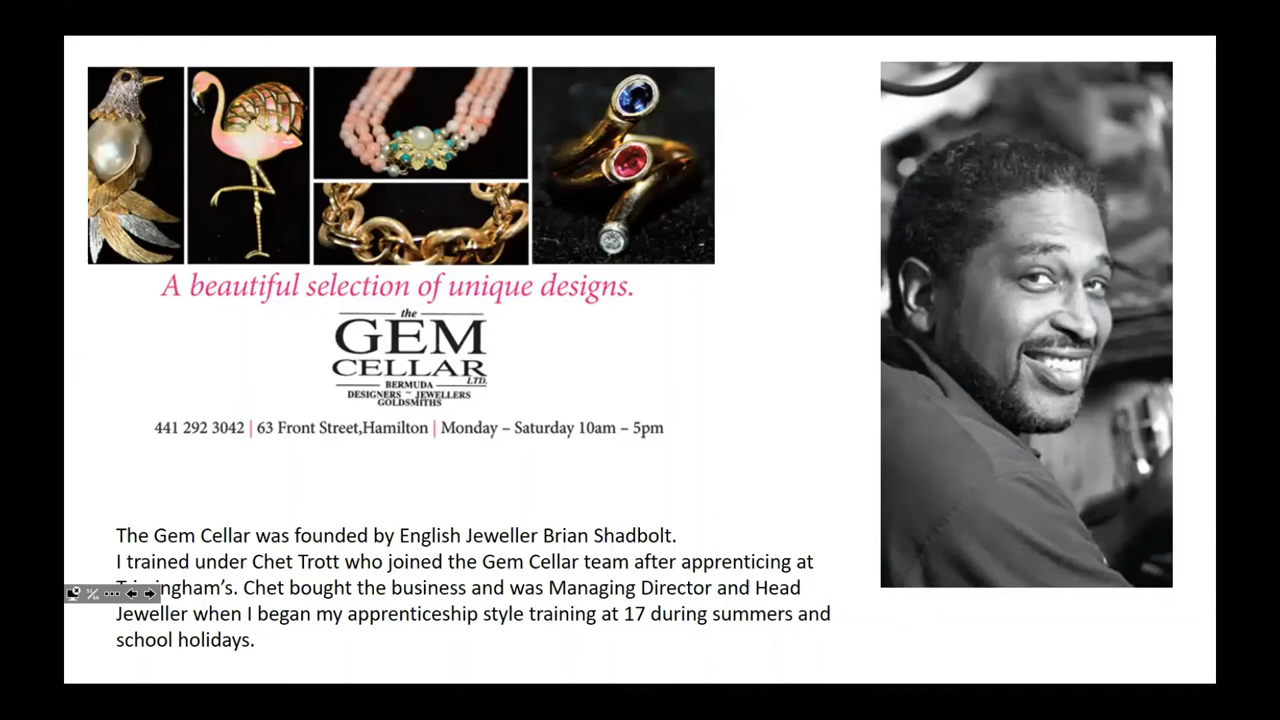 A beautiful selection of unique designs.
the
GEM
CELLAR
LTD.
BERMUDA
DESIGNERS ~ JEWELLERS
GOLDSMITHS
441 292 3042 | 63 Front Street,Hamilton | Monday – Saturday 10am – 5pm
The Gem Cellar was founded by English Jeweller Brian Shadbolt.
I trained under Chet Trott who joined the Gem Cellar team after apprenticing at
Chet bought the business and was Managing Director and Head
Jeweller when I began my apprenticeship style training at 17 during summers and
school holidays.